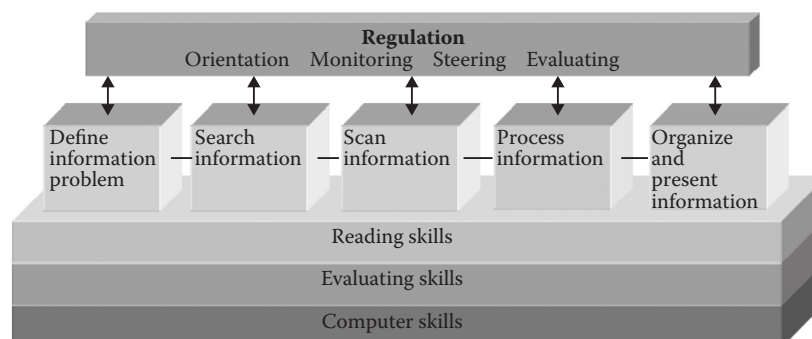 Regulation
Orientation Monitoring Steering Evaluating
Define
information
problem
Search
information
Scan
information
Process
information
Organize
and
present
information
Reading skills
Evaluating skills
Computer skills